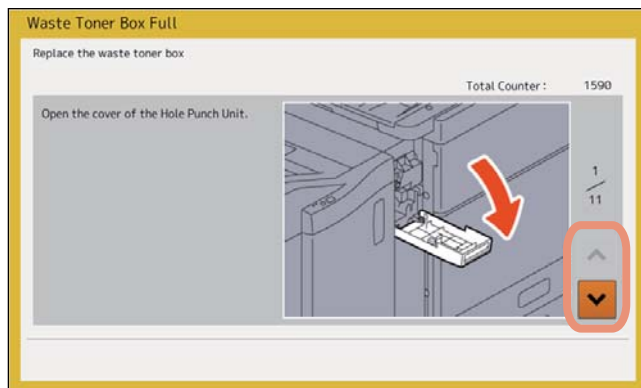 Waste Toner Box Full
Replace the waste toner box
Total Counter : 1590
Open the cover of the Hole Punch Unit.
1
11